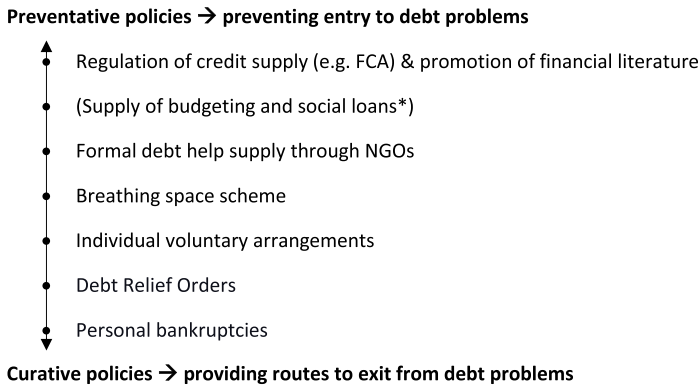 Preventative policies → preventing entry to debt problems
Regulation of credit supply (e.g. FCA) & promotion of financial literature
(Supply of budgeting and social loans*)
Formal debt help supply through NGOs
Breathing space scheme
Individual voluntary arrangements
Debt Relief Orders
Personal bankruptcies
Curative policies → providing routes to exit from debt problems